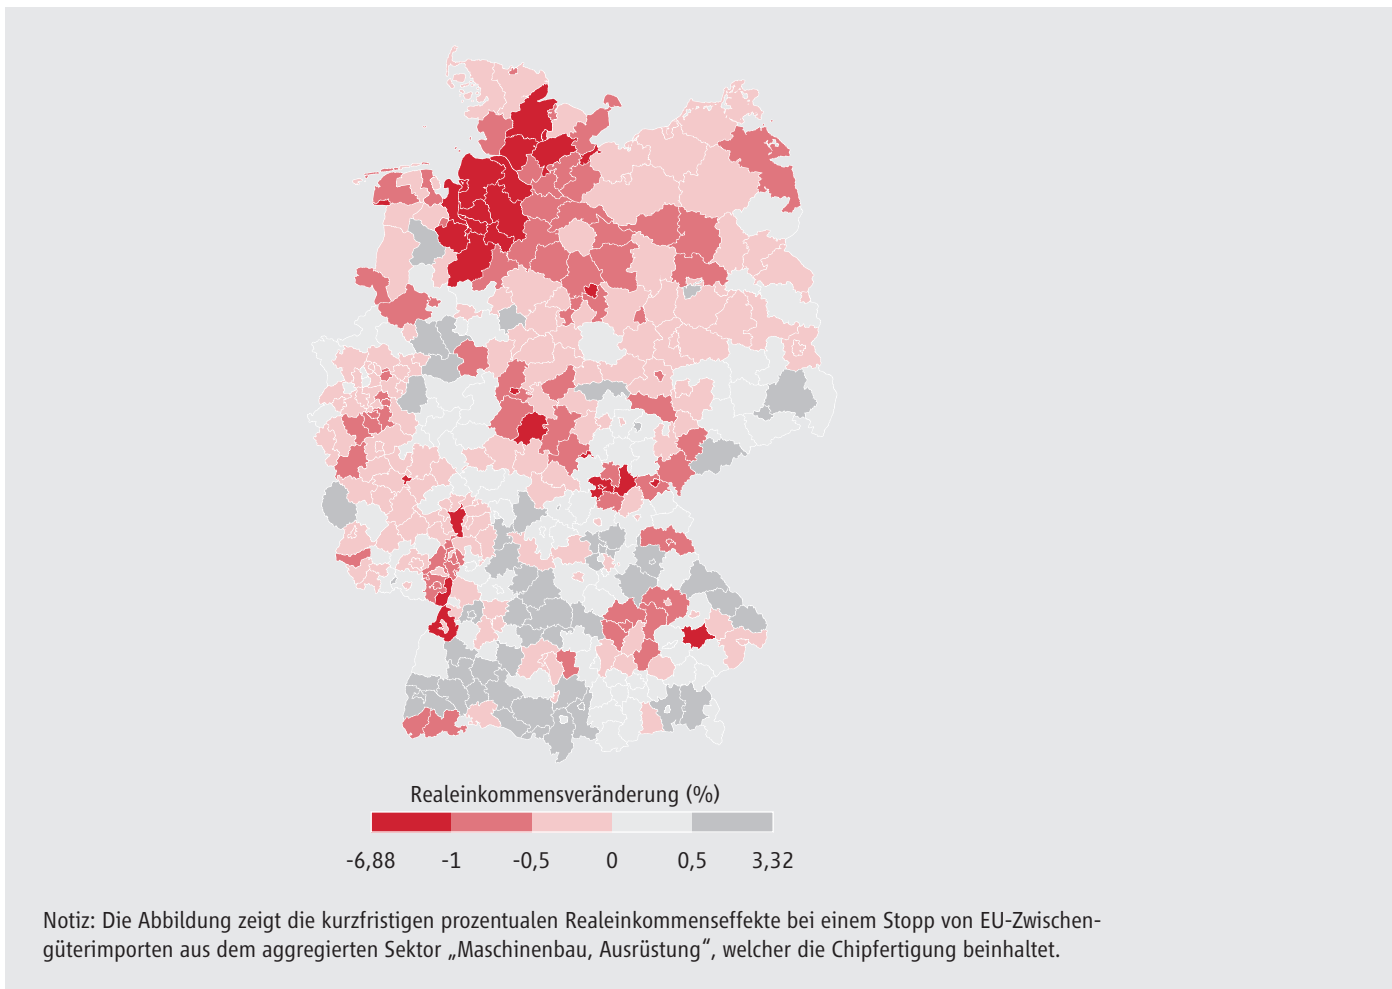 Realeinkommensveränderung (%)
-6,88 -1 -0,5 0 0,5 3,32
Notiz: Die Abbildung zeigt die kurzfristigen prozentualen Realeinkommenseffekte bei einem Stopp von EU-Zwischen-
güterimporten aus dem aggregierten Sektor „Maschinenbau, Ausrüstung“, welcher die Chipfertigung beinhaltet.